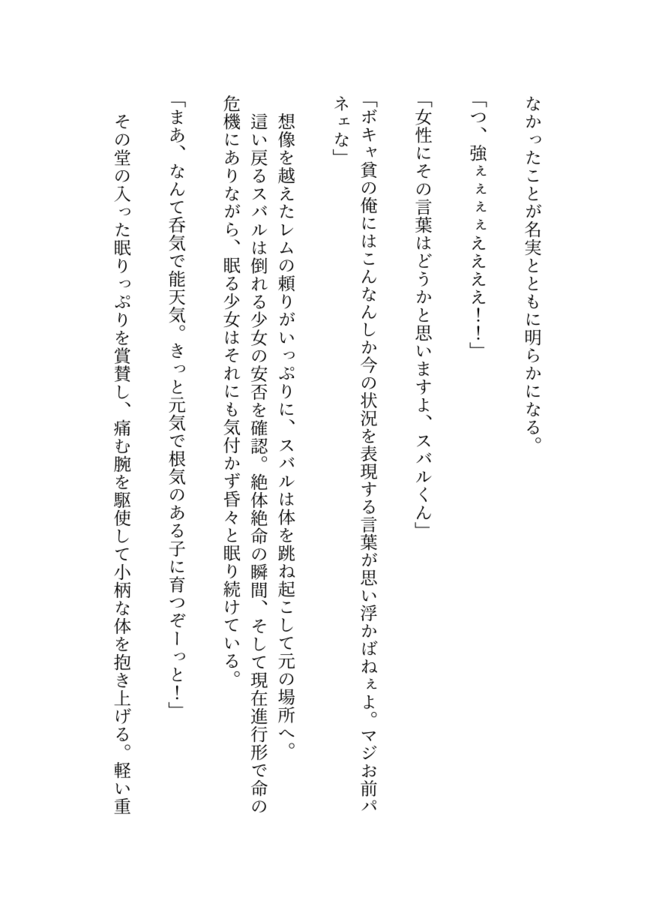 なかったことが名実とともに明らかになる。
「つ、強ぇぇぇぇええええ！！」
「女性にその言葉はどうかと思いますよ、スバルくん」
「ボキャ貧の俺にはこんなんしか今の状況を表現する言葉が思い浮かばねぇよ。マジお前パ
ネェな」
　想像を越えたレムの頼りがいっぷりに、スバルは体を跳ね起こして元の場所へ。
　這い戻るスバルは倒れる少女の安否を確認。絶体絶命の瞬間、そして現在進行形で命の
危機にありながら、眠る少女はそれにも気付かず昏々と眠り続けている。
「まあ、なんて呑気で能天気。きっと元気で根気のある子に育つぞーっと！」
　その堂の入った眠りっぷりを賞賛し、痛む腕を駆使して小柄な体を抱き上げる。軽い重